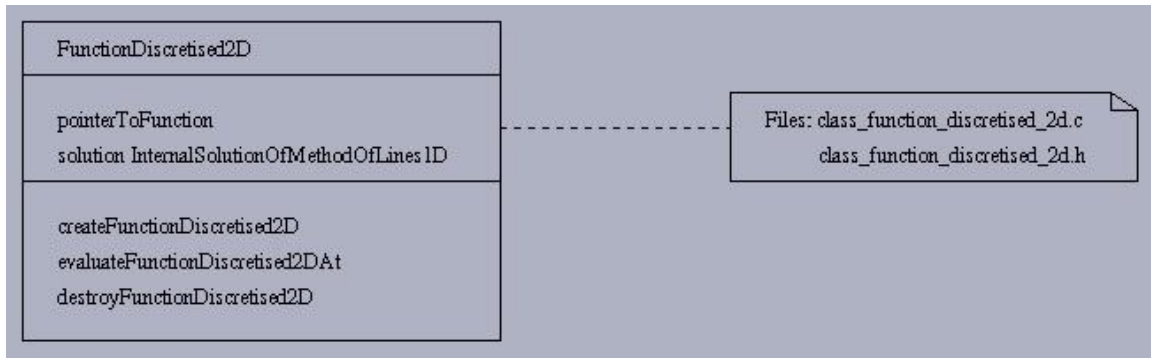 FunctionDiscretised2D
pointerToFunction
solution InternalSolutionOfMethodOfLines1D
createFunctionDiscretised2D
evaluateFunctionDiscretised2DAt
destroyFunctionDiscretised2D
Files: class_function_discretised_2d.c
class_function_discretised_2d.h